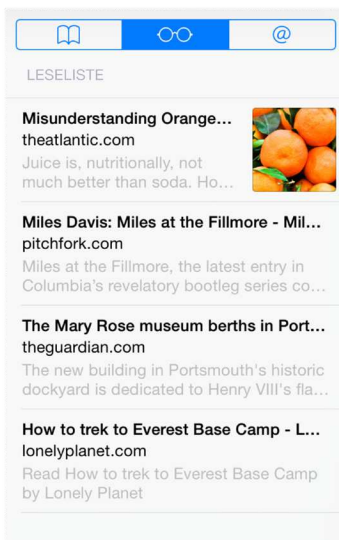 @
LESELISTE
Misunderstanding Orange...
theatlantic.com
Juice is, nutritionally, not
much better than soda. Ho...
Miles Davis: Miles at the Fillmore - Mil...
pitchfork.com
Miles at the Fillmore, the latest entry in
Columbia's revelatory bootleg series co...
The Mary Rose museum berths in Port...
theguardian.com
The new building in Portsmouth's historic
dockyard is dedicated to Henry VIII's fla...
How to trek to Everest Base Camp - L...
lonelyplanet.com
Read How to trek to Everest Base Camp
by Lonely Planet